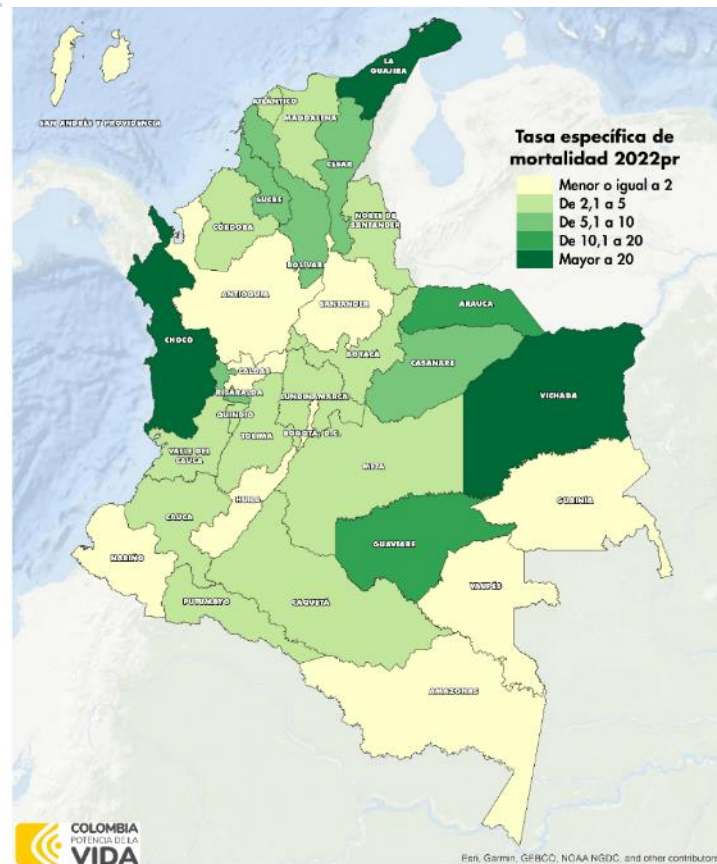 LA
GUAJIRA
ATLÁNTICO
MAGDALENA
SAN ANDRÉS Y PROVIDENCIA
CESAR
SUCRE
NORTE DE
SANTANDER
CÓRDOBA
BOLÍVAR
ANTIOQUIA
SANTANDER
ARAUCA
CHOCÓ
BOYACÁ
CASANARE
CALDAS
RISARALDA
CUNDINAMARCA
VICHADA
QUINDÍO
BOGOTÁ, D.C.
TOLIMA
VALLE DEL
CAUCA
META
HUILA
GUAINÍA
CAUCA
GUAVIARE
NARIÑO
VAUPÉS
PUTUMAYO
CAQUETÁ
AMAZONAS
Tasa específica de
mortalidad 2022pr
Menor o igual a 2
De 2,1 a 5
De 5,1 a 10
De 10,1 a 20
Mayor a 20
COLOMBIA
POTENCIA DE LA
VIDA
Esri, Garmin, GEBCO, NOAA NGDC, and other contributors